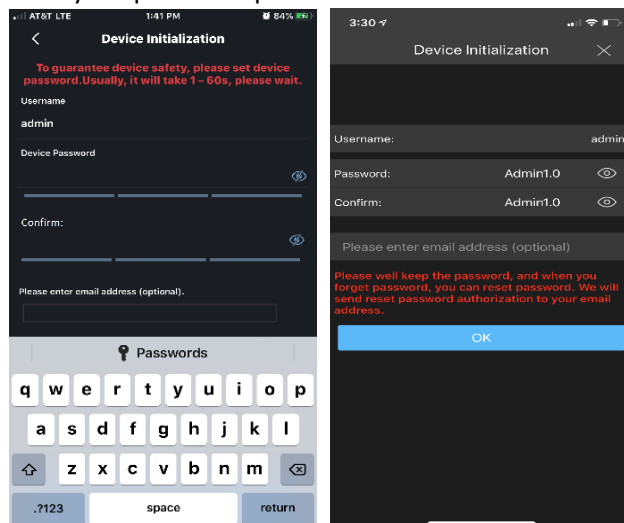 AT&T LTE 1:41 PM 84%
Device Initialization
To guarantee device safety, please set device
password.Usually, it will take 1 – 60s, please wait.
Username
admin
Device Password
Confirm:
Please enter email address (optional).
Passwords
q w e r t y u i o p
a s d f g h j k l
z x c v b n m
.?123 space return
3:30
Device Initialization
Username: admin
Password: Admin1.0
Confirm: Admin1.0
Please enter email address (optional)
Please well keep the password, and when you
forget password, you can reset password. We will
send reset password authorization to your email
address.
OK